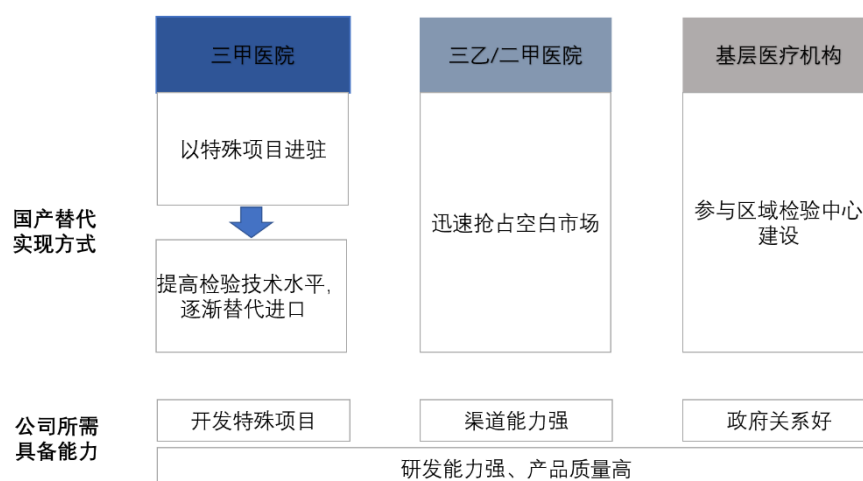 三甲医院
三乙/二甲医院
基层医疗机构
国产替代
实现方式
以特殊项目进驻
提高检验技术水平，
逐渐替代进口
迅速抢占空白市场
参与区域检验中心
建设
公司所需
具备能力
开发特殊项目
渠道能力强
政府关系好
研发能力强、产品质量高